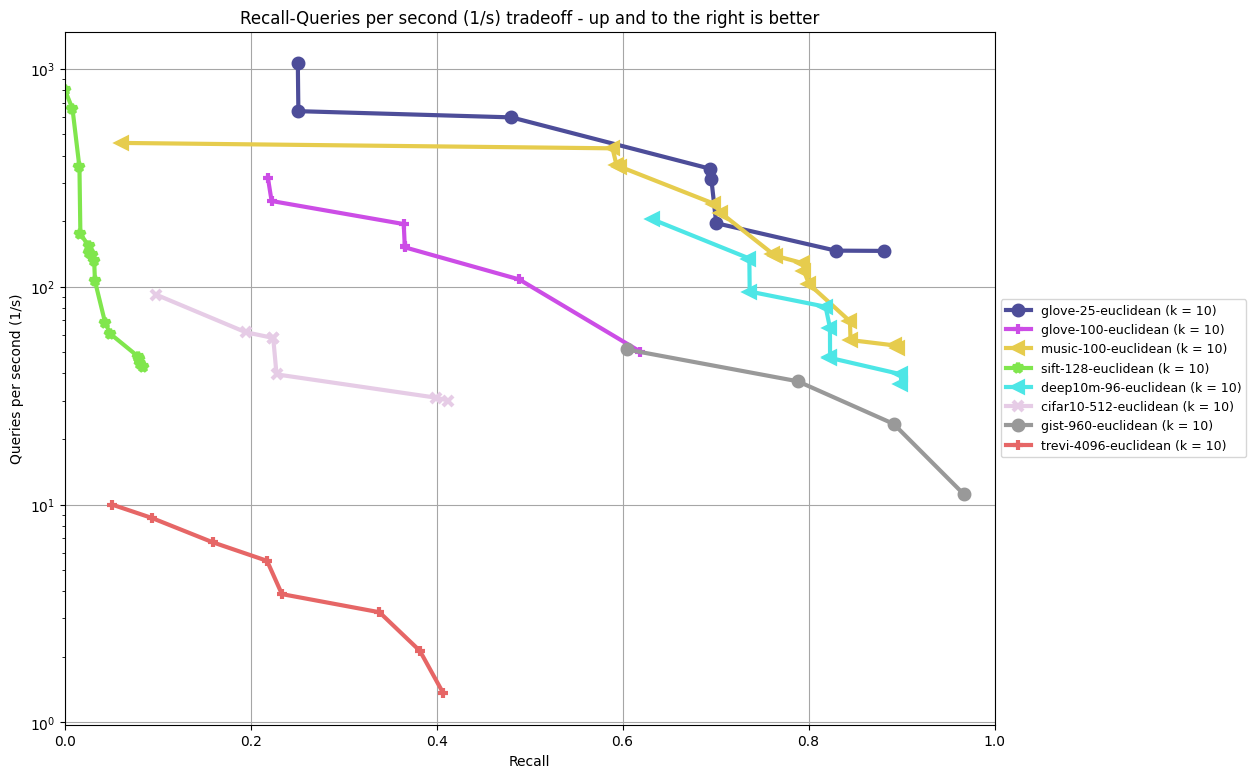 Recall-Queries per second (1/s) tradeoff - up and to the right is better
Queries per second (1/s)
10³
10²
10¹
10⁰
0.0 0.2 0.4 0.6 0.8 1.0
Recall
glove-25-euclidean (k = 10)
glove-100-euclidean (k = 10)
music-100-euclidean (k = 10)
sift-128-euclidean (k = 10)
deep10m-96-euclidean (k = 10)
cifar10-512-euclidean (k = 10)
gist-960-euclidean (k = 10)
trevi-4096-euclidean (k = 10)